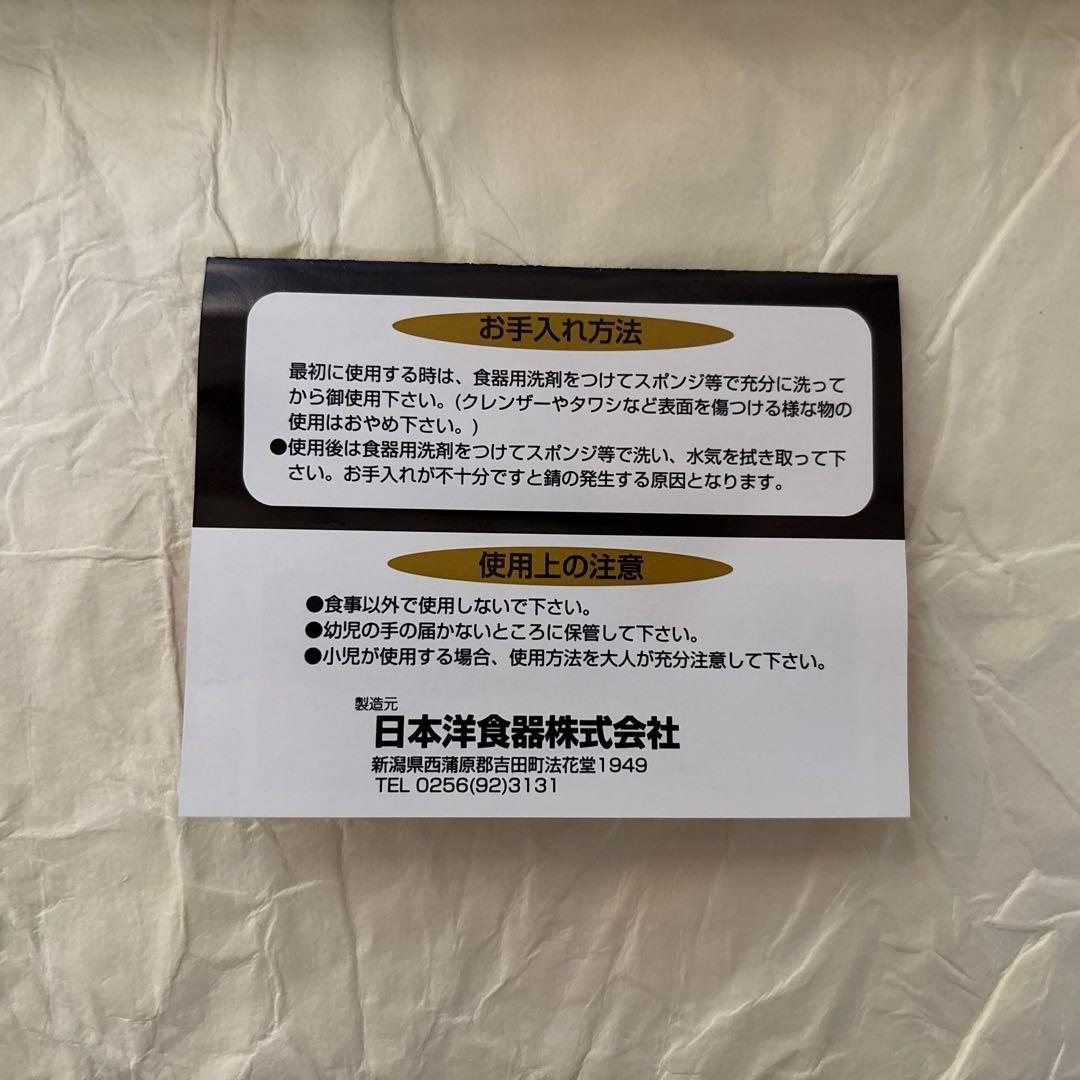 お手入れ方法
最初に使用する時は、食器用洗剤をつけてスポンジ等で充分に洗って
から御使用下さい。(クレンザーやタワシなど表面を傷つける様な物の
使用はおやめ下さい。)
●使用後は食器用洗剤をつけてスポンジ等で洗い、水気を拭き取って下
さい。お手入れが不十分ですと錆の発生する原因となります。
使用上の注意
●食事以外で使用しないで下さい。
●幼児の手の届かないところに保管して下さい。
●小児が使用する場合、使用方法を大人が充分注意して下さい。
製造元
日本洋食器株式会社
新潟県西蒲原郡吉田町法花堂1949
TEL 0256(92)3131